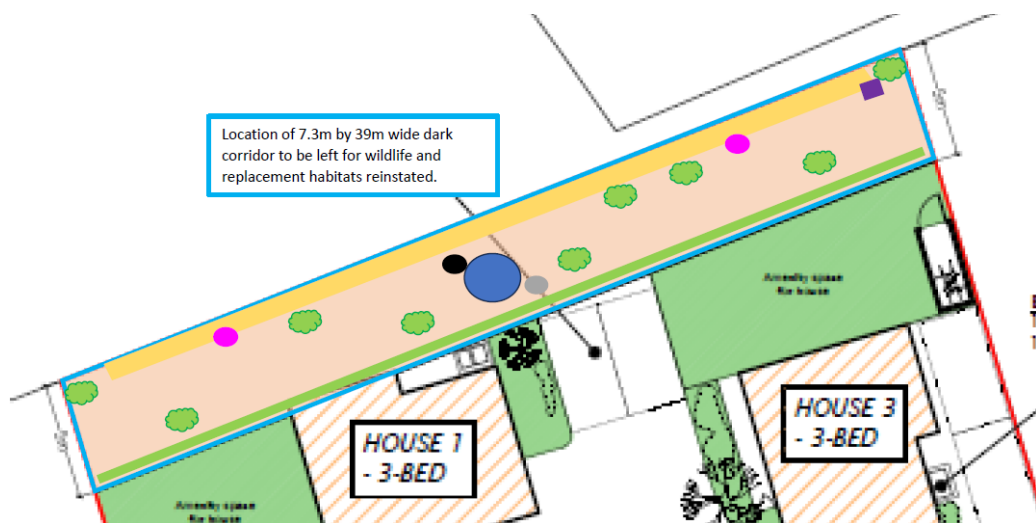 Location of 7.3m by 39m wide dark
corridor to be left for wildlife and
replacement habitats reinstated.
Amenity space
for house
HOUSE 1
- 3-BED
HOUSE 3
- 3-BED
Amenity space
for house